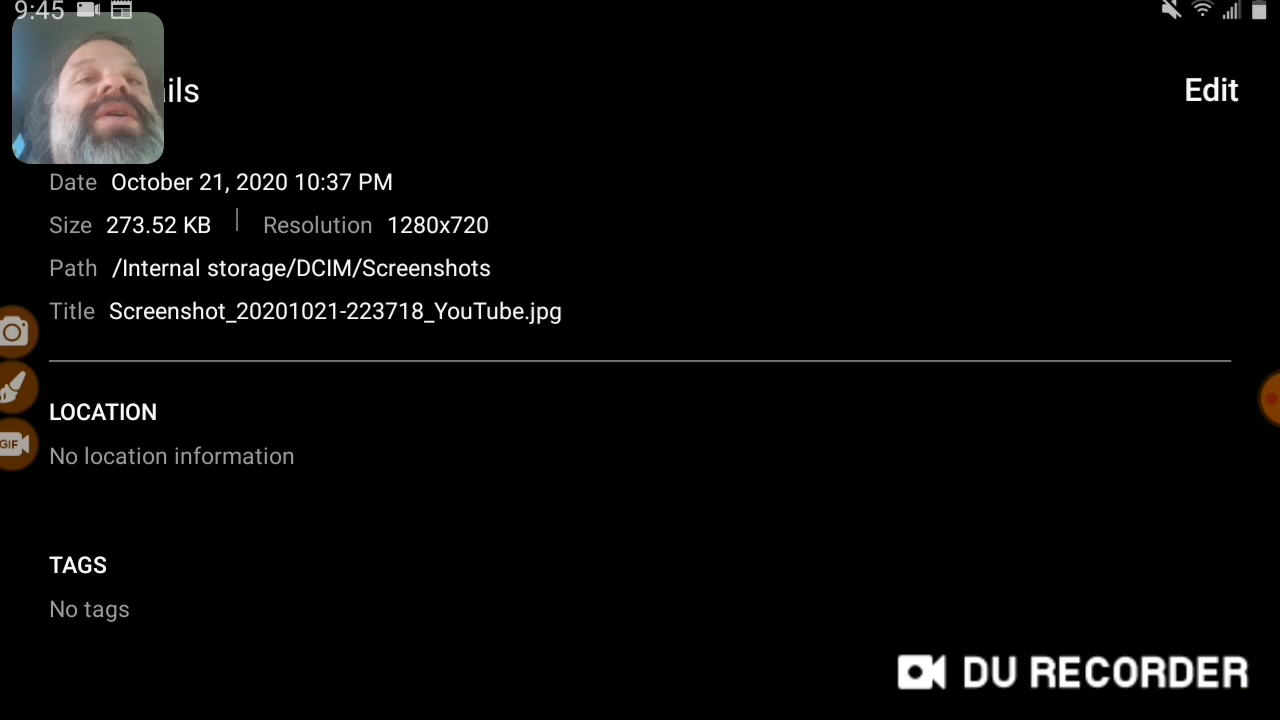 9:45
ils
Edit
Date October 21, 2020 10:37 PM
Size 273.52 KB | Resolution 1280x720
Path /Internal storage/DCIM/Screenshots
Title Screenshot_20201021-223718_YouTube.jpg
LOCATION
GIF
No location information
TAGS
No tags
DU RECORDER